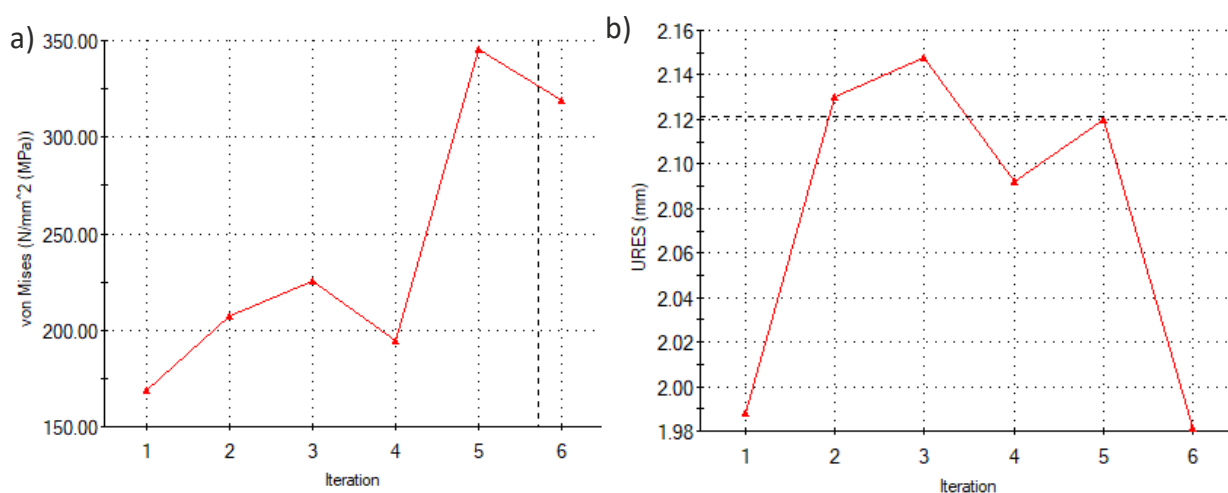 a)
von Mises (N/mm^2 (MPa))
350.00
300.00
250.00
200.00
150.00
1 2 3 4 5 6
Iteration
b)
URES (mm)
2.16
2.14
2.12
2.10
2.08
2.06
2.04
2.02
2.00
1.98
1 2 3 4 5 6
Iteration